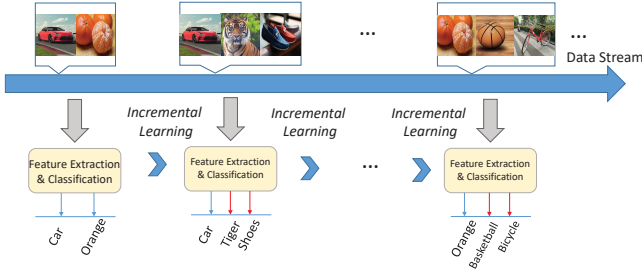 ...
...
Data Stream
Incremental
Learning
Incremental
Learning
Incremental
Learning
Feature Extraction
& Classification
Feature Extraction
& Classification
...
Feature Extraction
& Classification
Car
Orange
Car
Tiger
Shoes
Orange
Basketball
Bicycle